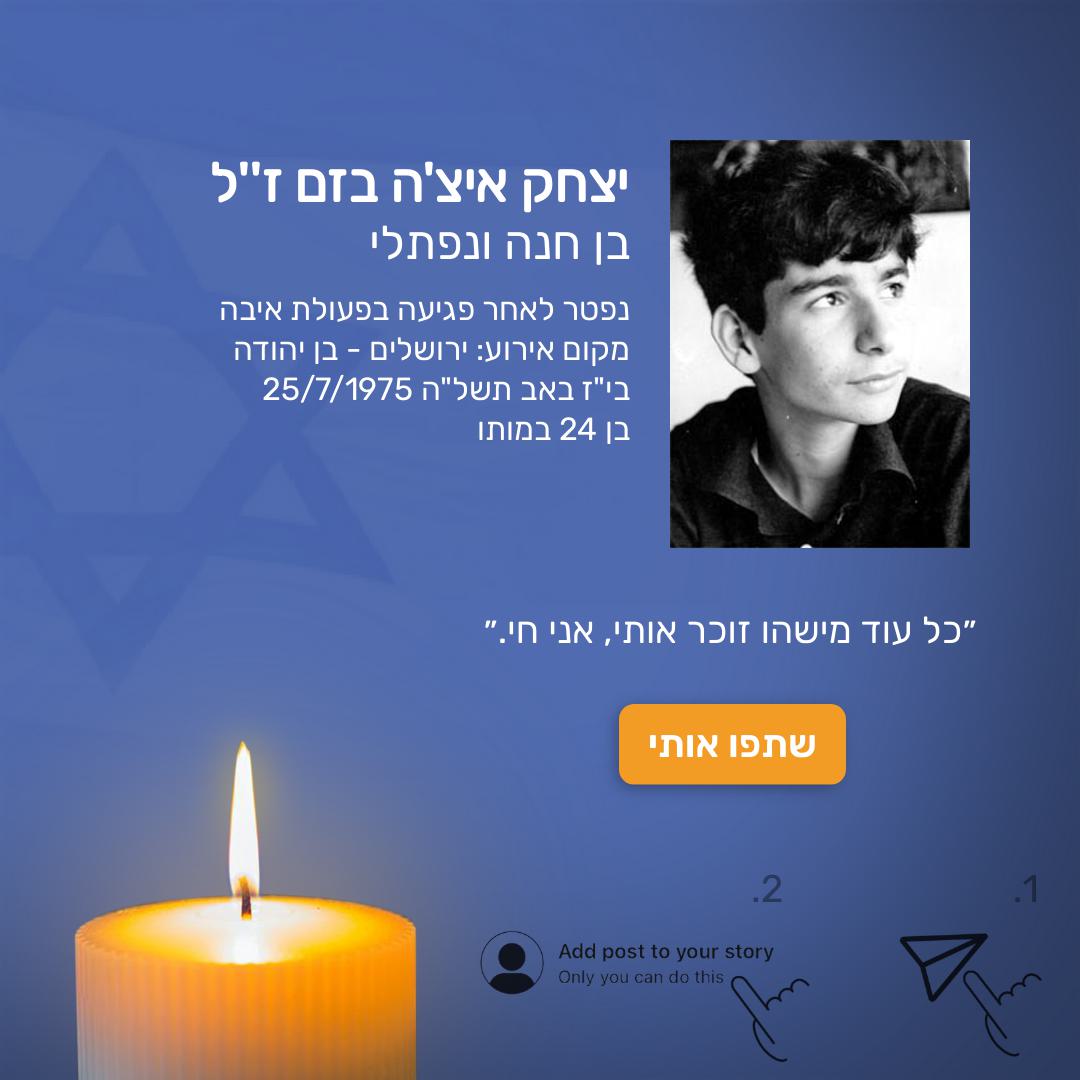 יצחק איצ'ה בזם ז"ל
בן חנה ונפתלי
נפטר לאחר פגיעה בפעולת איבה
מקום אירוע: ירושלים - בן יהודה
בי"ז באב תשל"ה 25/7/1975
בן 24 במותו
״כל עוד מישהו זוכר אותי, אני חי.״
שתפו אותי
1.
2.
Add post to your story
Only you can do this